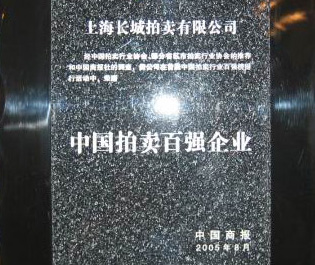 上海长城拍卖有限公司
经中国拍卖行业协会、部分省区市拍卖行业协会的推荐
和中国商报社的调查，贵公司在首届中国拍卖行业百强榜排
行活动中，荣膺
中国拍卖百强企业
中国商报
2005年8月